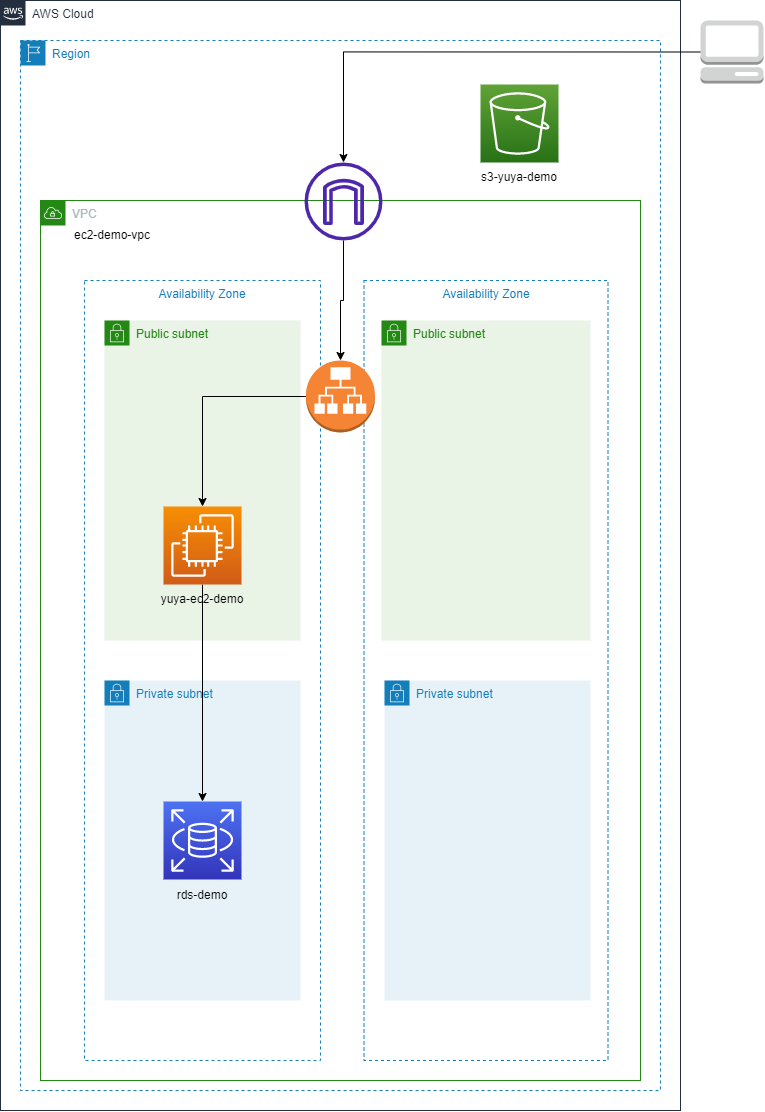 aws
AWS Cloud
Region
s3-yuya-demo
VPC
ec2-demo-vpc
Availability Zone
Availability Zone
Public subnet
Public subnet
yuya-ec2-demo
Private subnet
Private subnet
rds-demo